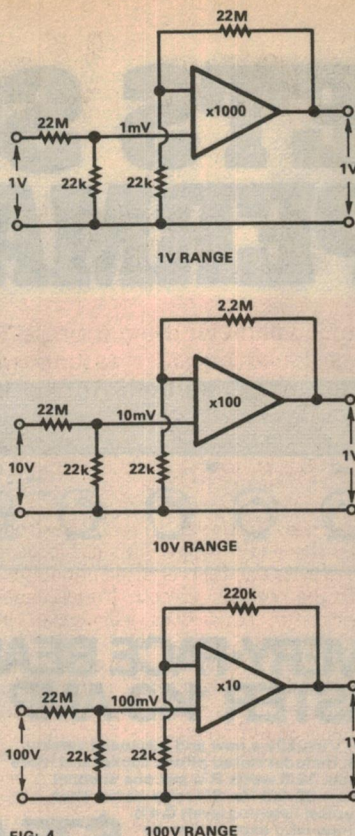 22M
x1000
22M
1mV
1V
22k
22k
1V
1V RANGE
2.2M
x100
22M
10mV
10V
22k
22k
1V
10V RANGE
220k
x10
22M
100mV
100V
22k
22k
1V
FIG: 4
100V RANGE